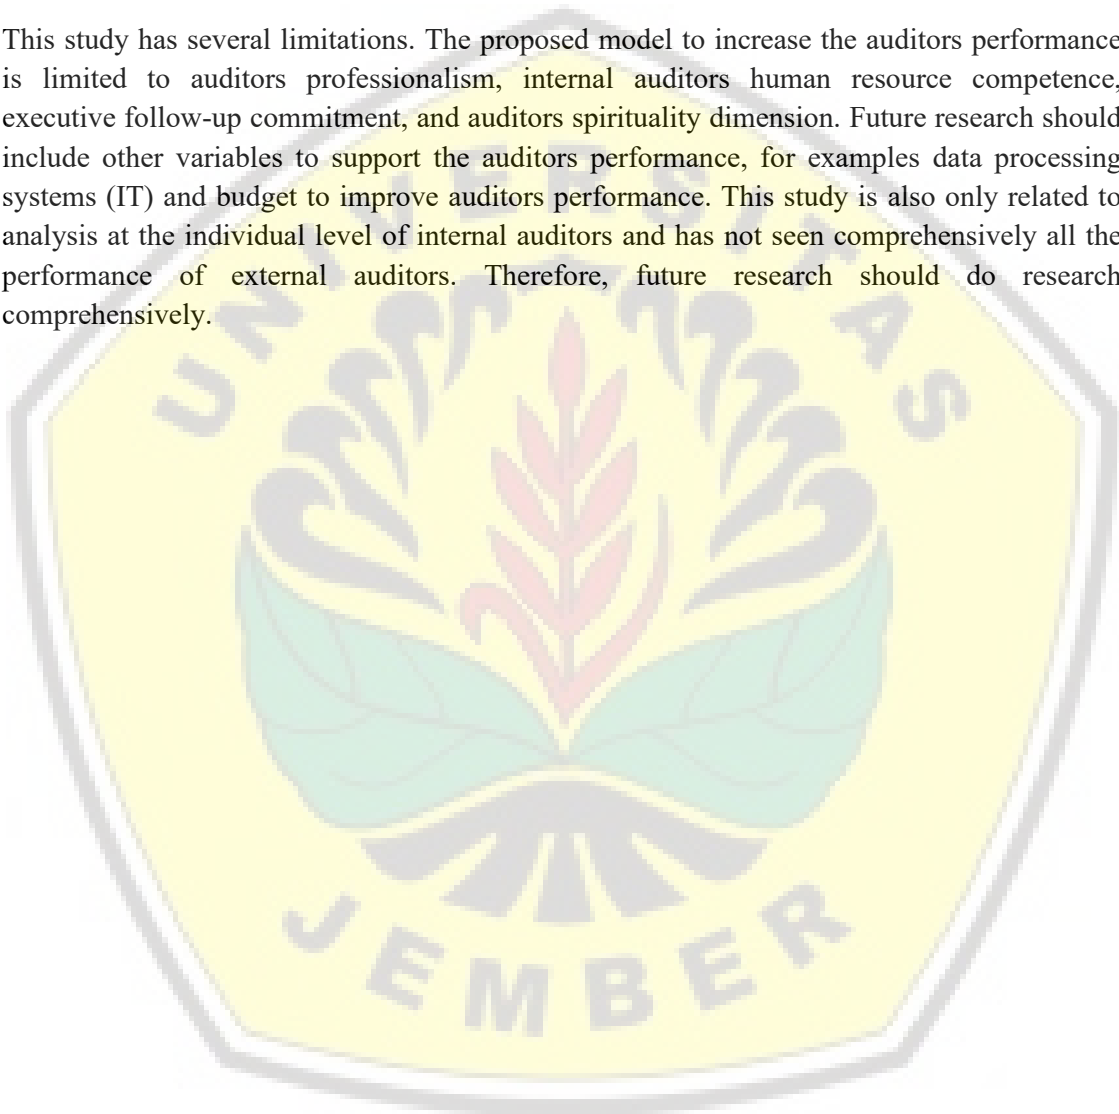 This study has several limitations. The proposed model to increase the auditors performance
is limited to auditors professionalism, internal auditors human resource competence,
executive follow-up commitment, and auditors spirituality dimension. Future research should
include other variables to support the auditors performance, for examples data processing
systems (IT) and budget to improve auditors performance. This study is also only related to
analysis at the individual level of internal auditors and has not seen comprehensively all the
performance of external auditors. Therefore, future research should do research
comprehensively.
UNIVERSITAS
JEMBER